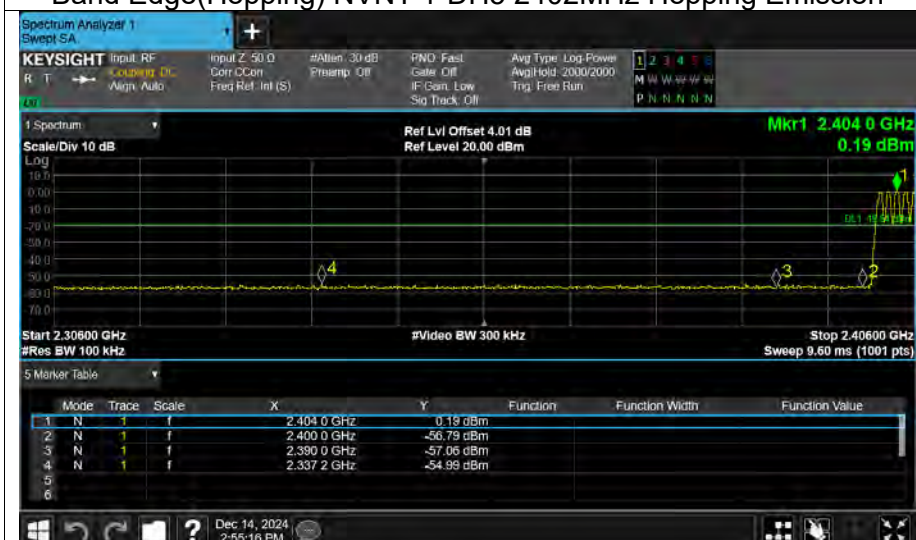 Band Edge(Hopping) NVNT 1-DH5 2402MHz Hopping Emission
Spectrum Analyzer 1
Swept SA
+
KEYSIGHT Input: RF Input Z: 50 Ω #Atten: 30 dB PNO: Fast Avg Type: Log-Power 1 2 3 4 5 6
R T Coupling: DC Corr CCorr Preamp: Off Gate: Off Avg|Hold: 2000/2000 M W W W W W
Align: Auto Freq Ref: Int (S) IF Gain: Low Trig: Free Run
Sig Track: Off P N N N N N
1 Spectrum Ref Lvl Offset 4.01 dB Mkr1 2.404 0 GHz
Scale/Div 10 dB Ref Level 20.00 dBm 0.19 dBm
Log
10.0
0.00
-10.0
-20.0
-30.0
-40.0
-50.0
-60.0
-70.0
1
DL1
4
3
2
Start 2.30600 GHz #Video BW 300 kHz Stop 2.40600 GHz
#Res BW 100 kHz Sweep 9.60 ms (1001 pts)
5 Marker Table
Mode Trace Scale X Y Function Function Width Function Value
1 N 1 f 2.404 0 GHz 0.19 dBm
2 N 1 f 2.400 0 GHz -56.79 dBm
3 N 1 f 2.390 0 GHz -57.06 dBm
4 N 1 f 2.337 2 GHz -54.99 dBm
5
6
? Dec 14, 2024
2:55:16 PM